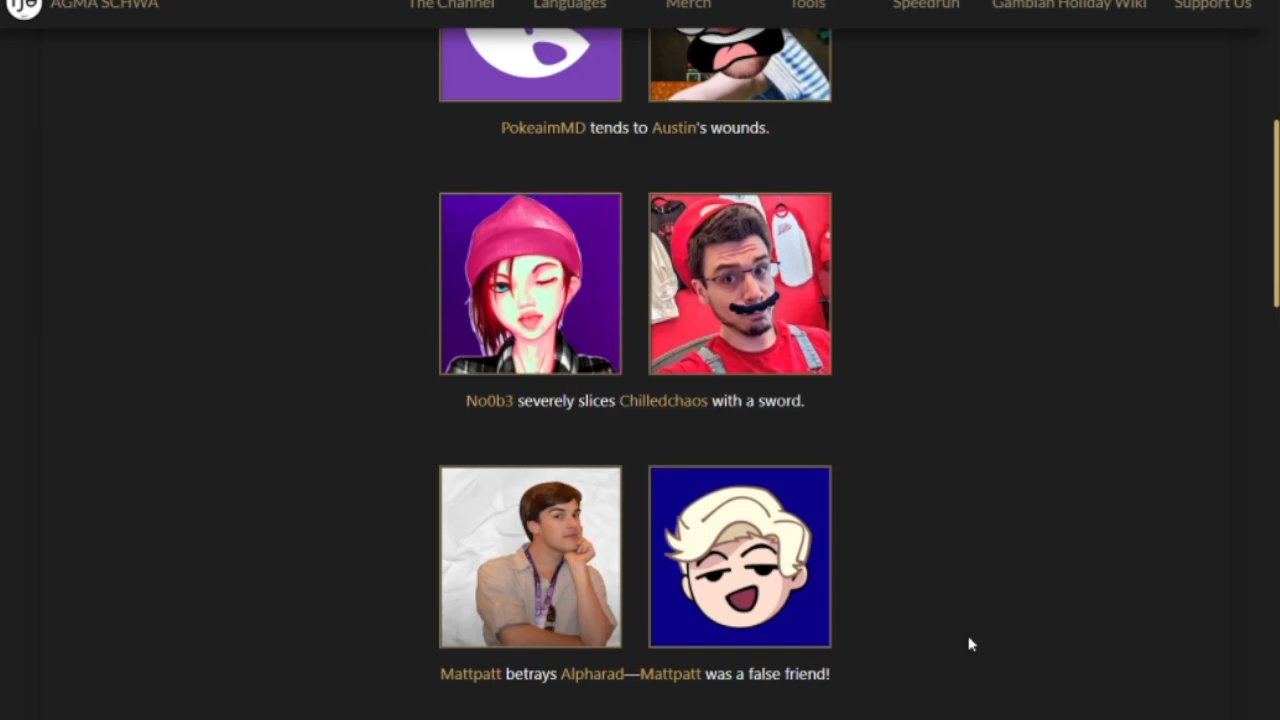 AGMA SCHWA The Channel Languages Merch Tools Speedrun Gambian Holiday Wiki Support Us
PokeaimMD tends to Austin's wounds.
No0b3 severely slices Chilledchaos with a sword.
Mattpatt betrays Alpharad—Mattpatt was a false friend!